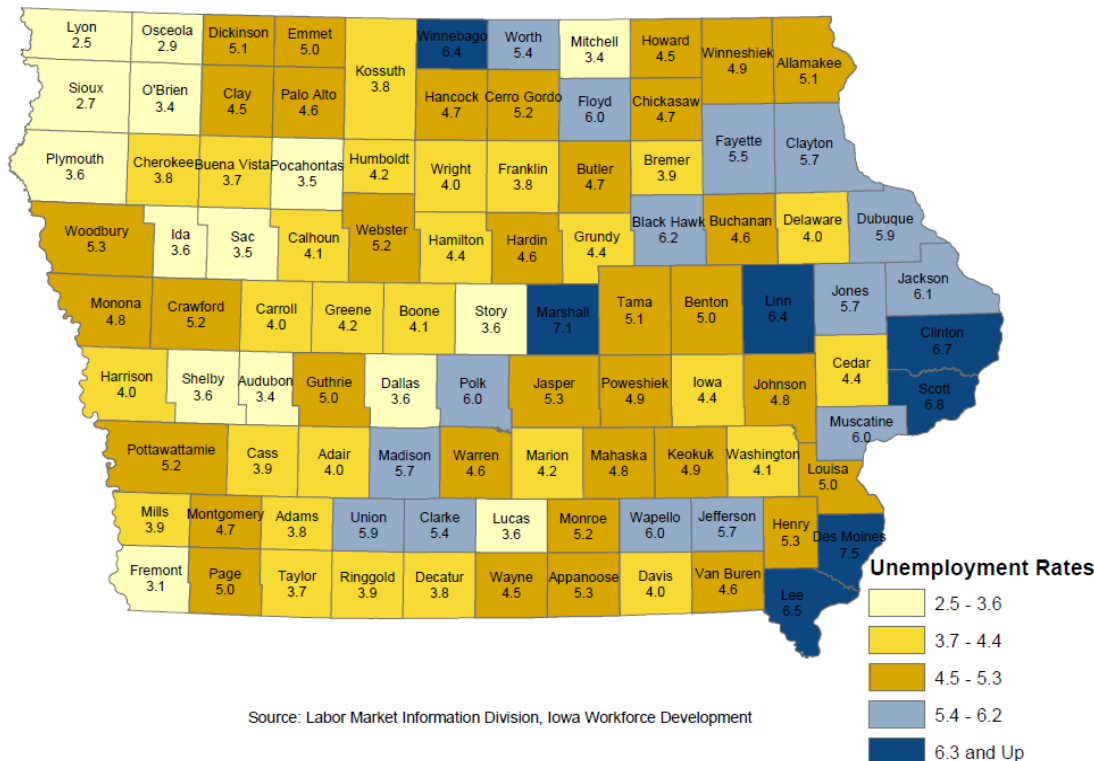 Lyon
2.5
Osceola
2.9
Dickinson
5.1
Emmet
5.0
Kossuth
3.8
Winnebago
6.4
Worth
5.4
Mitchell
3.4
Howard
4.5
Winneshiek
4.9
Allamakee
5.1
Sioux
2.7
O'Brien
3.4
Clay
4.5
Palo Alto
4.6
Hancock
4.7
Cerro Gordo
5.2
Floyd
6.0
Chickasaw
4.7
Fayette
5.5
Clayton
5.7
Plymouth
3.6
Cherokee
3.8
Buena Vista
3.7
Pocahontas
3.5
Humboldt
4.2
Wright
4.0
Franklin
3.8
Butler
4.7
Bremer
3.9
Woodbury
5.3
Ida
3.6
Sac
3.5
Calhoun
4.1
Webster
5.2
Hamilton
4.4
Hardin
4.6
Grundy
4.4
Black Hawk
6.2
Buchanan
4.6
Delaware
4.0
Dubuque
5.9
Monona
4.8
Crawford
5.2
Carroll
4.0
Greene
4.2
Boone
4.1
Story
3.6
Marshall
7.1
Tama
5.1
Benton
5.0
Linn
6.4
Jones
5.7
Jackson
6.1
Clinton
6.7
Harrison
4.0
Shelby
3.6
Audubon
3.4
Guthrie
5.0
Dallas
3.6
Polk
6.0
Jasper
5.3
Poweshiek
4.9
Iowa
4.4
Johnson
4.8
Cedar
4.4
Scott
6.8
Muscatine
6.0
Pottawattamie
5.2
Cass
3.9
Adair
4.0
Madison
5.7
Warren
4.6
Marion
4.2
Mahaska
4.8
Keokuk
4.9
Washington
4.1
Louisa
5.0
Mills
3.9
Montgomery
4.7
Adams
3.8
Union
5.9
Clarke
5.4
Lucas
3.6
Monroe
5.2
Wapello
6.0
Jefferson
5.7
Henry
5.3
Des Moines
7.5
Fremont
3.1
Page
5.0
Taylor
3.7
Ringgold
3.9
Decatur
3.8
Wayne
4.5
Appanoose
5.3
Davis
4.0
Van Buren
4.6
Lee
6.5
Unemployment Rates
2.5 - 3.6
3.7 - 4.4
4.5 - 5.3
5.4 - 6.2
6.3 and Up
Source: Labor Market Information Division, Iowa Workforce Development